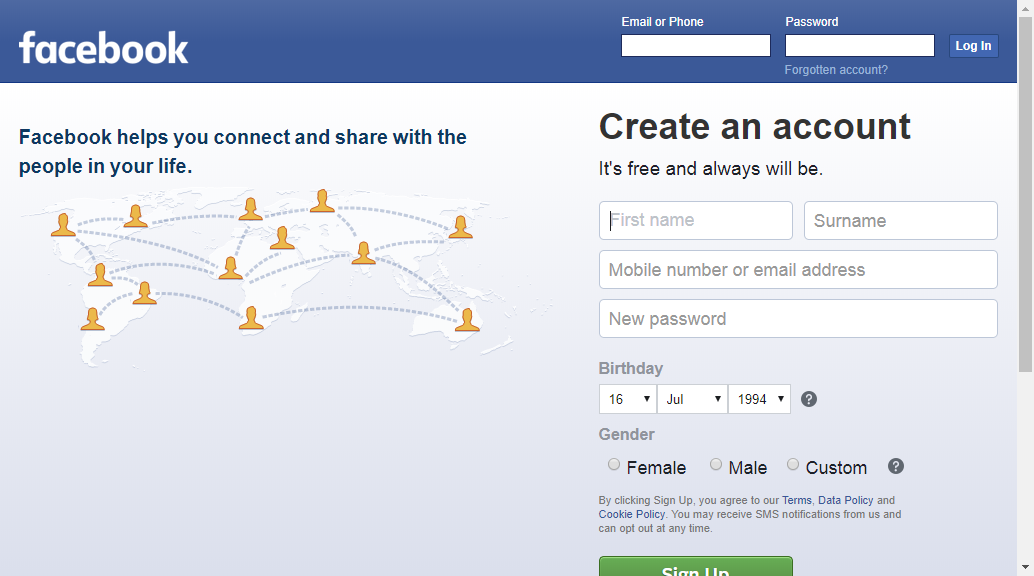 facebook
Email or Phone
Password
Log In
Forgotten account?
Facebook helps you connect and share with the
people in your life.
Create an account
It's free and always will be.
First name
Surname
Mobile number or email address
New password
Birthday
16 Jul 1994 ?
Gender
Female Male Custom ?
By clicking Sign Up, you agree to our Terms, Data Policy and
Cookie Policy. You may receive SMS notifications from us and
can opt out at any time.
Sign Up